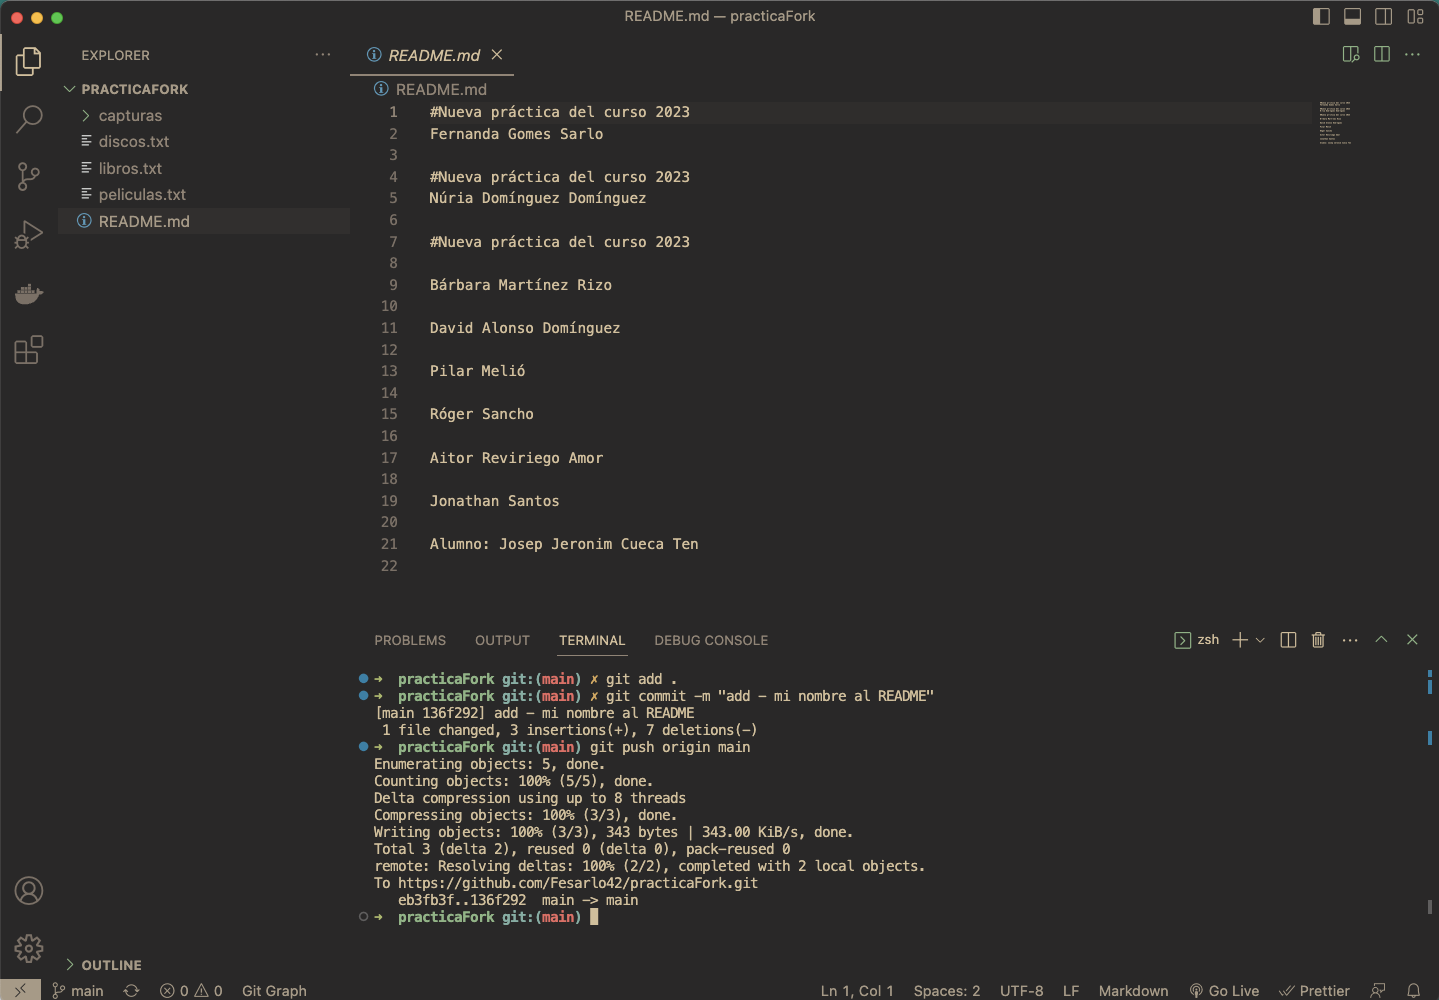 README.md — practicaFork
EXPLORER
PRACTICAFORK
capturas
discos.txt
libros.txt
peliculas.txt
README.md
OUTLINE
README.md
README.md
1 #Nueva práctica del curso 2023
2 Fernanda Gomes Sarlo
3
4 #Nueva práctica del curso 2023
5 Núria Domínguez Domínguez
6
7 #Nueva práctica del curso 2023
8
9 Bárbara Martínez Rizo
10
11 David Alonso Domínguez
12
13 Pilar Melió
14
15 Róger Sancho
16
17 Aitor Reviriego Amor
18
19 Jonathan Santos
20
21 Alumno: Josep Jeronim Cueca Ten
22
PROBLEMS OUTPUT TERMINAL DEBUG CONSOLE zsh
➜ practicaFork git:(main) ✗ git add .
➜ practicaFork git:(main) ✗ git commit -m "add - mi nombre al README"
[main 136f292] add - mi nombre al README
1 file changed, 3 insertions(+), 7 deletions(-)
➜ practicaFork git:(main) git push origin main
Enumerating objects: 5, done.
Counting objects: 100% (5/5), done.
Delta compression using up to 8 threads
Compressing objects: 100% (3/3), done.
Writing objects: 100% (3/3), 343 bytes | 343.00 KiB/s, done.
Total 3 (delta 2), reused 0 (delta 0), pack-reused 0
remote: Resolving deltas: 100% (2/2), completed with 2 local objects.
To https://github.com/Fesarlo42/practicaFork.git
eb3fb3f..136f292 main -> main
➜ practicaFork git:(main)
main 0 0 Git Graph Ln 1, Col 1 Spaces: 2 UTF-8 LF Markdown Go Live Prettier